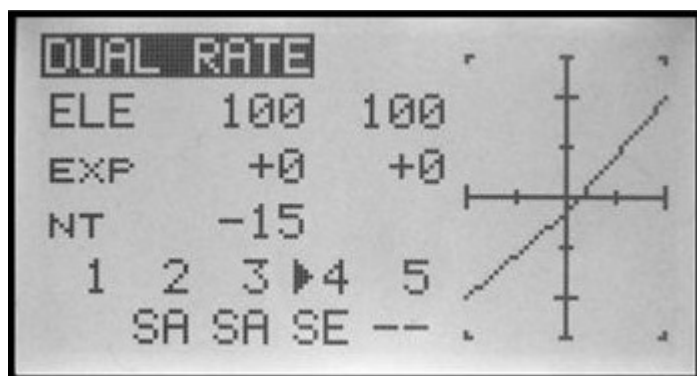 DUAL RATE
ELE 100 100
EXP +0 +0
NT -15
1 2 3 ▶4 5
SA SA SE --